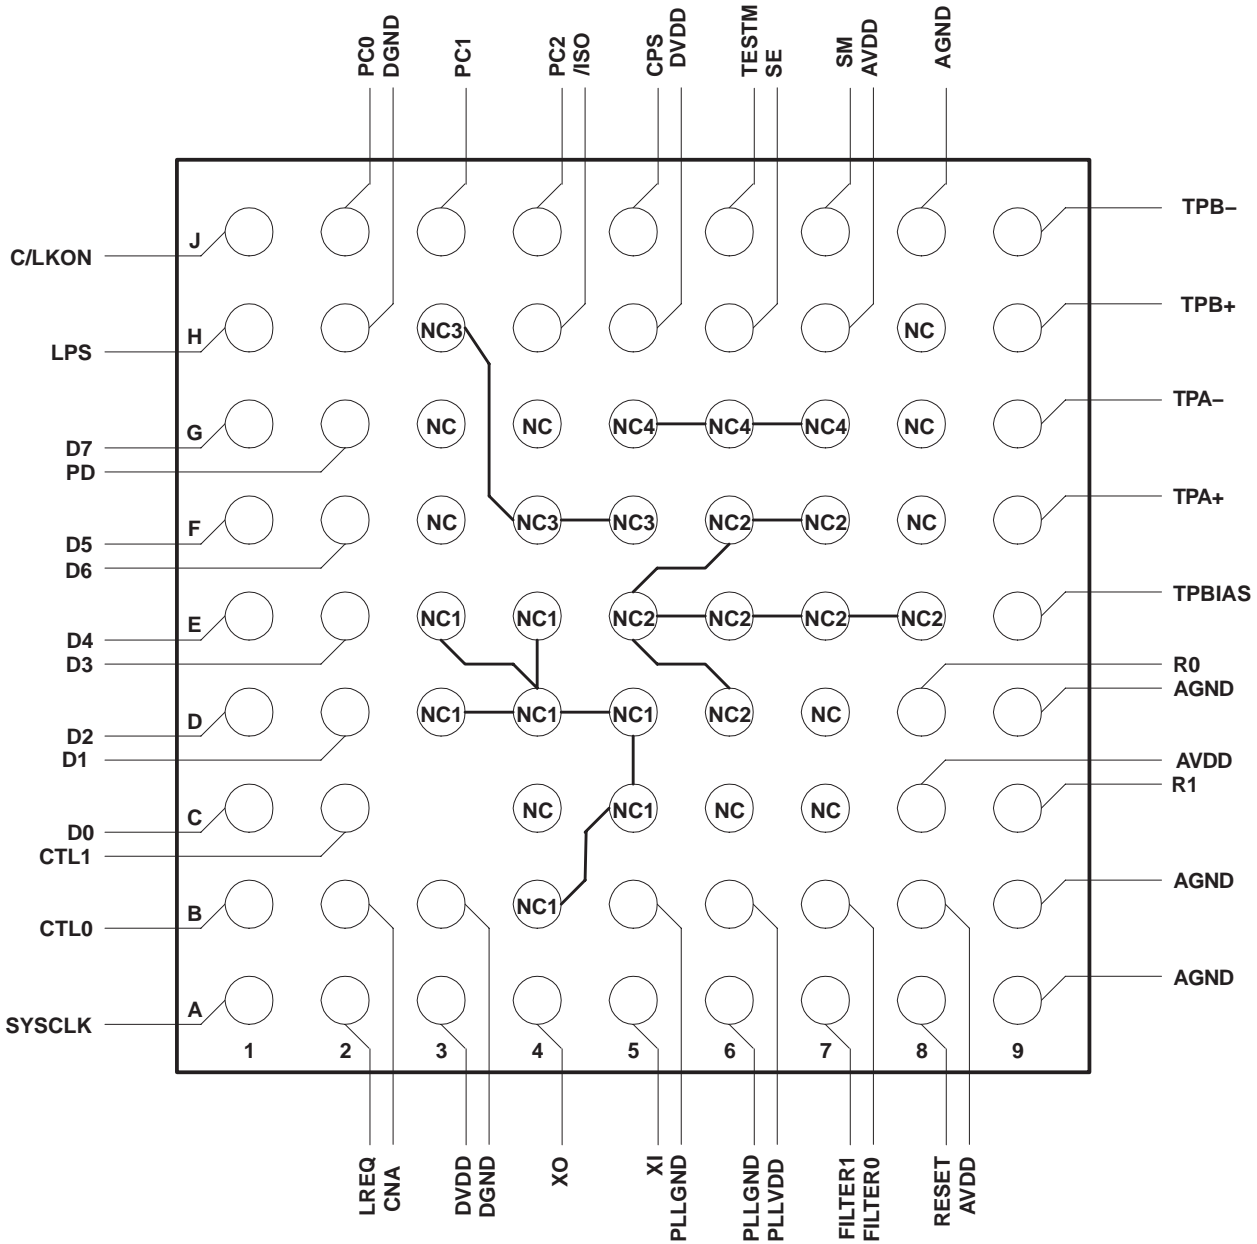 PC0
DGND
PC1
PC2
/ISO
CPS
DVDD
TESTM
SE
SM
AVDD
AGND
TPB–
J
C/LKON
TPB+
H
NC3
NC
LPS
TPA–
G
NC
NC
NC4
NC4
NC4
NC
D7
PD
TPA+
F
NC
NC3
NC3
NC2
NC2
NC
D5
D6
TPBIAS
E
NC1
NC1
NC2
NC2
NC2
NC2
D4
D3
R0
AGND
D
NC1
NC1
NC1
NC2
NC
D2
D1
AVDD
R1
C
NC
NC1
NC
NC
D0
CTL1
AGND
B
NC1
CTL0
AGND
A
SYSCLK
1
2
3
4
5
6
7
8
9
LREQ
CNA
DVDD
DGND
XO
XI
PLLGND
PLLGND
PLLVDD
FILTER1
FILTER0
RESET
AVDD